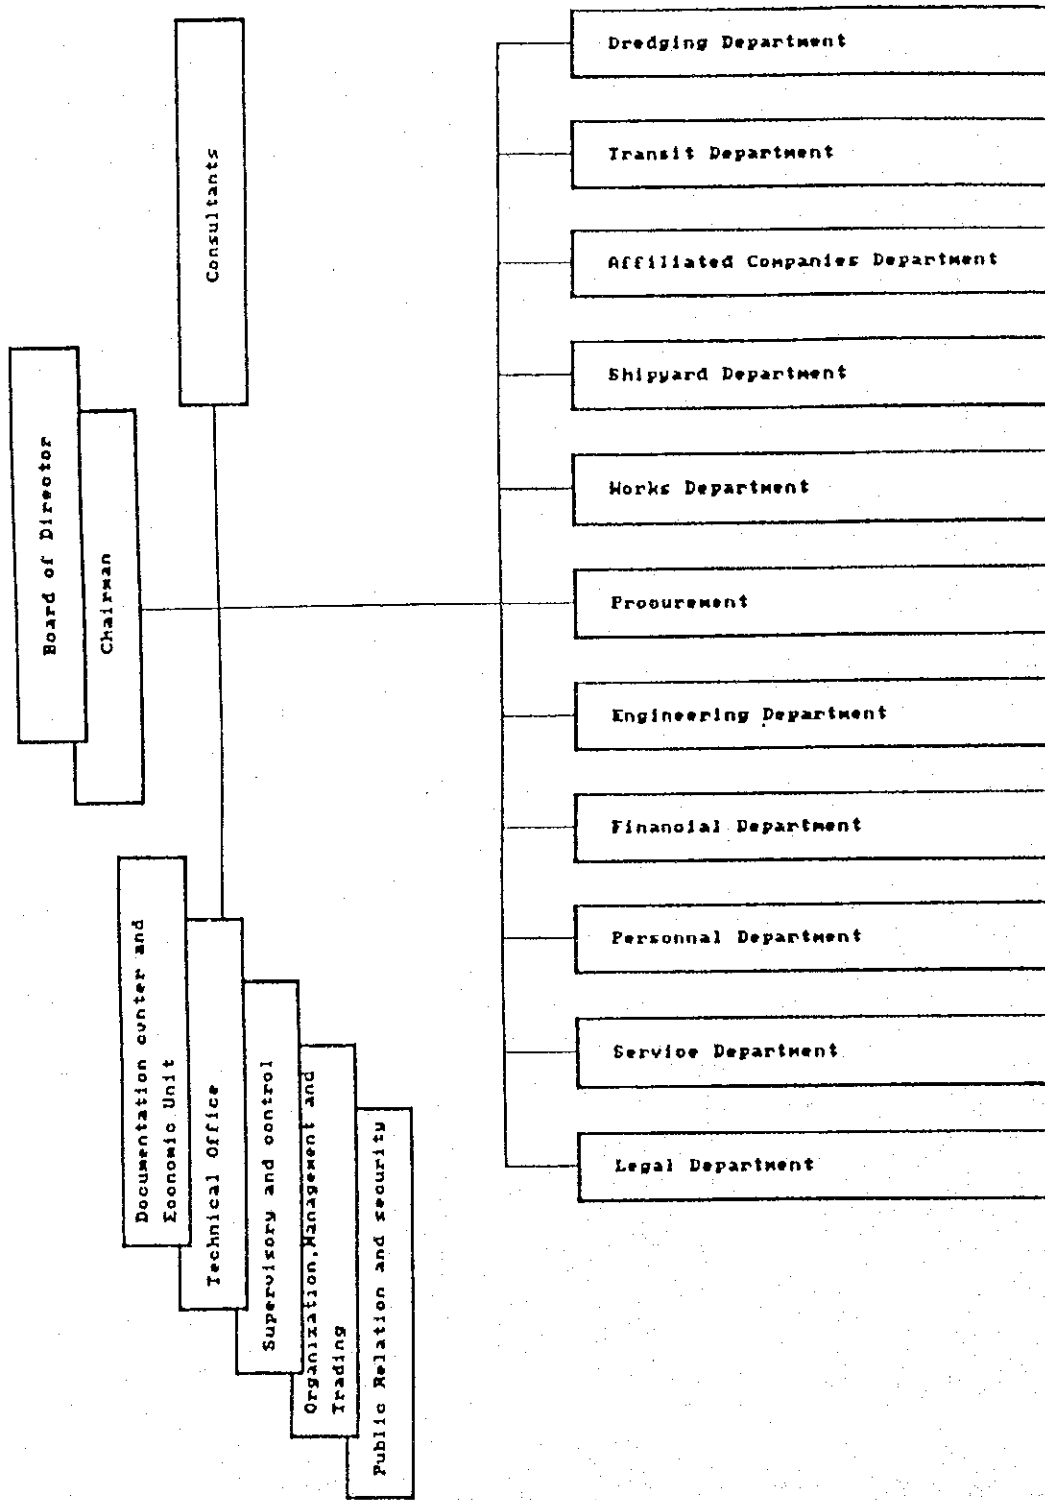 Board of Director
Chairman
Consultants
Documentation cunter and
Economic Unit
Technical Office
Supervisory and control
Organization,Management and
Trading
Public Relation and security
Dredging Department
Transit Department
Affiliated Companies Department
Shipyard Department
Works Department
Procurement
Engineering Department
Financial Department
Personnal Department
Service Department
Legal Department